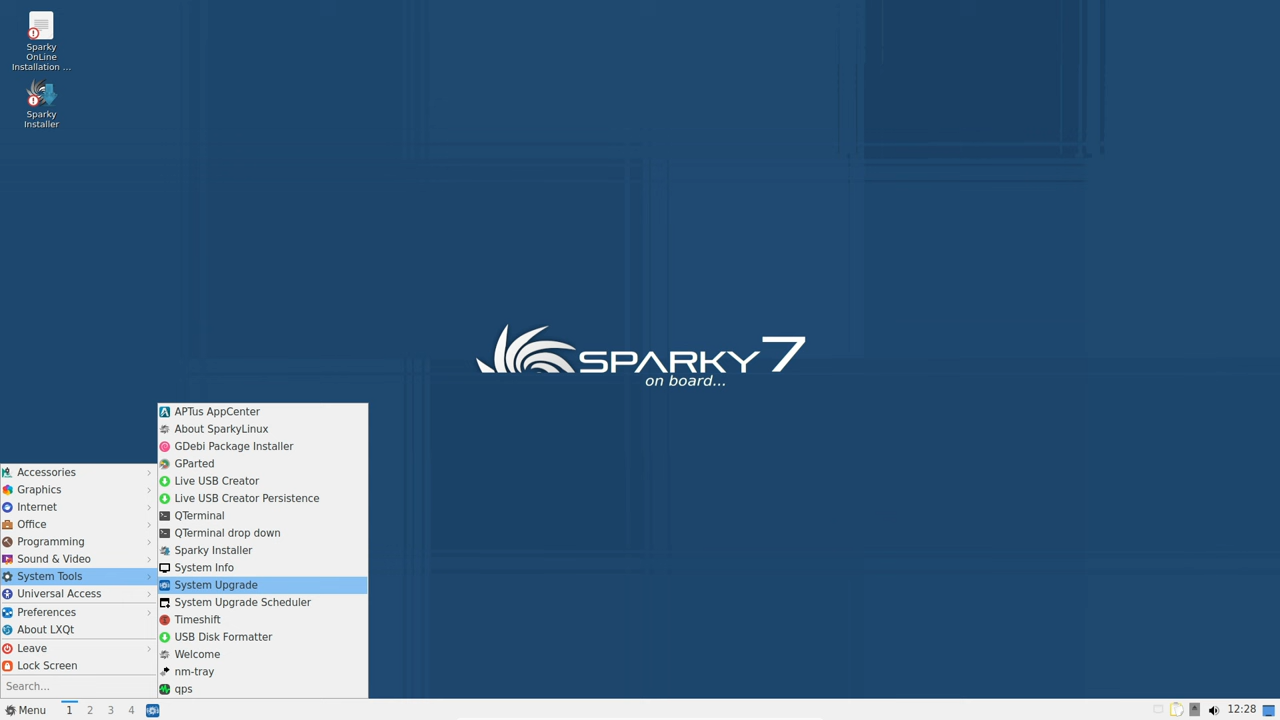 Sparky
OnLine
Installation ...
Sparky
Installer
SPARKY 7
on board...
APTus AppCenter
About SparkyLinux
GDebi Package Installer
GParted
Live USB Creator
Live USB Creator Persistence
QTerminal
QTerminal drop down
Sparky Installer
System Info
System Upgrade
System Upgrade Scheduler
Timeshift
USB Disk Formatter
Welcome
nm-tray
qps
Accessories
Graphics
Internet
Office
Programming
Sound & Video
System Tools
Universal Access
Preferences
About LXQt
Leave
Lock Screen
Search...
Menu 1 2 3 4 12:28